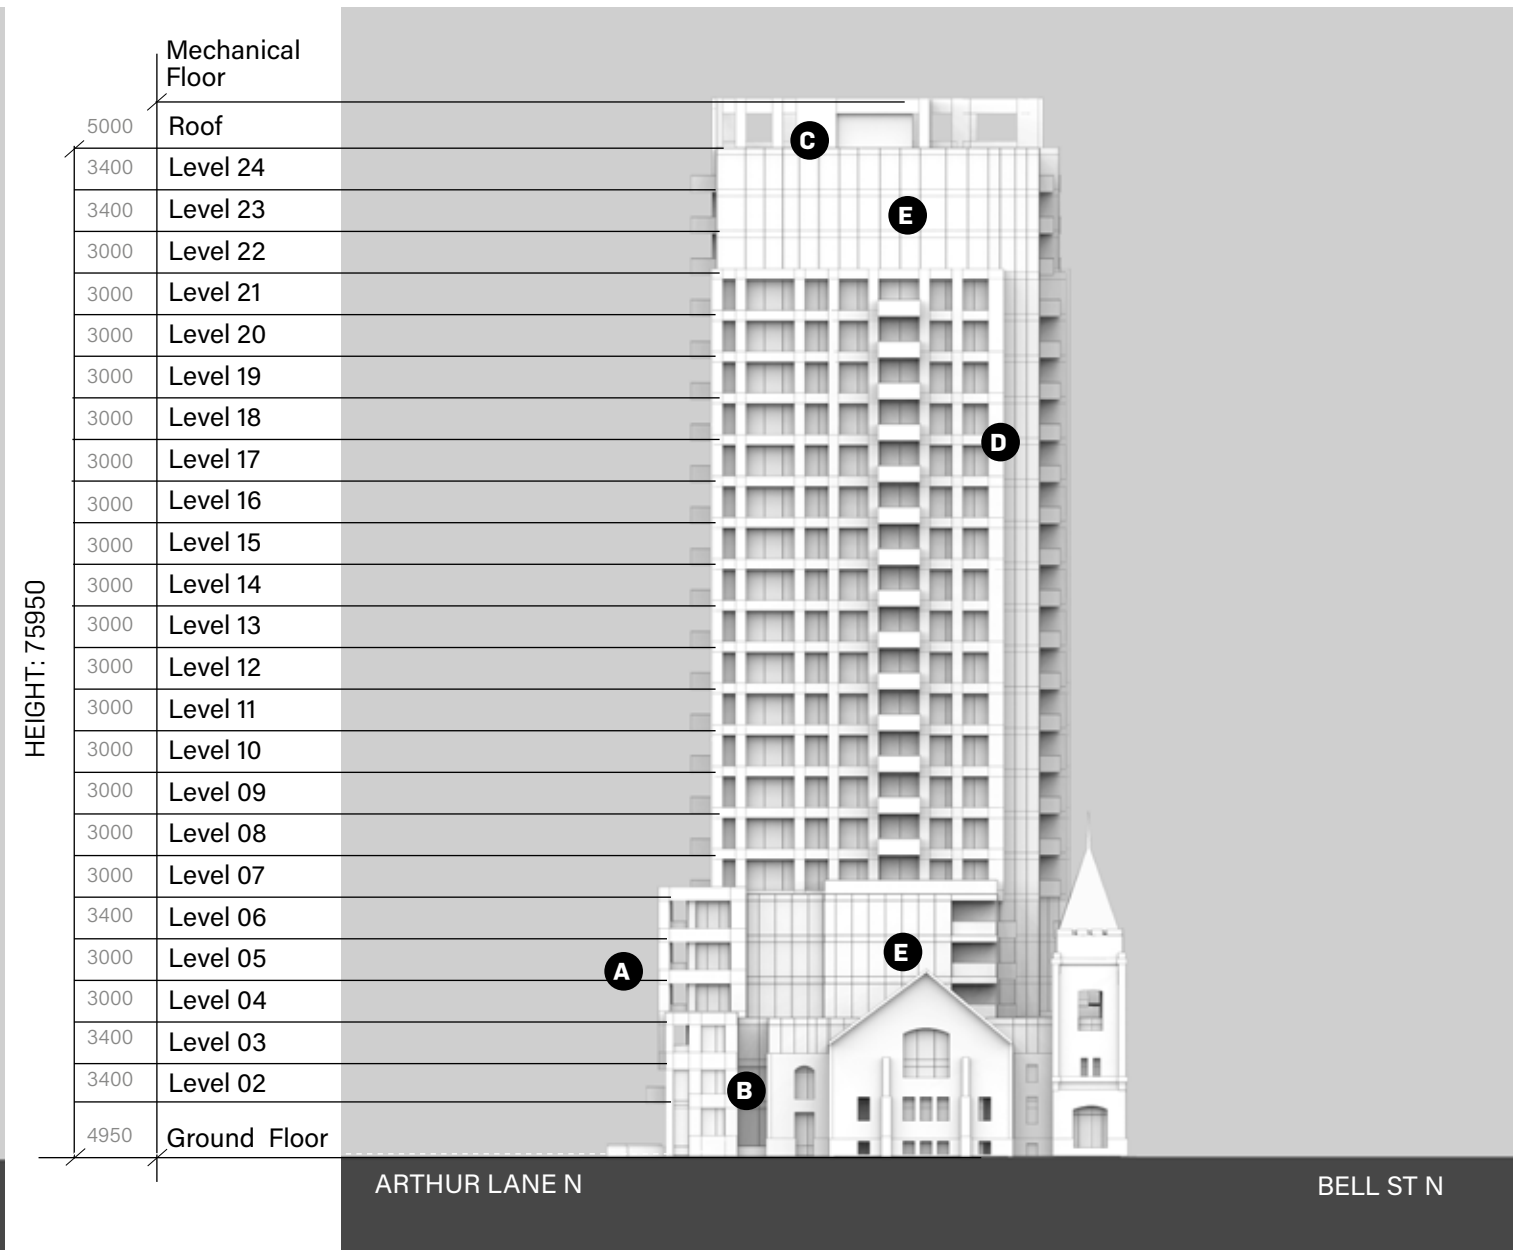 Mechanical
Floor
5000 Roof
3400 Level 24
3400 Level 23
3000 Level 22
3000 Level 21
3000 Level 20
3000 Level 19
3000 Level 18
3000 Level 17
3000 Level 16
3000 Level 15
3000 Level 14
3000 Level 13
3000 Level 12
3000 Level 11
3000 Level 10
3000 Level 09
3000 Level 08
3000 Level 07
3400 Level 06
3000 Level 05
3000 Level 04
3400 Level 03
3400 Level 02
4950 Ground Floor
HEIGHT: 75950
C
E
D
E
A
B
ARTHUR LANE N
BELL ST N